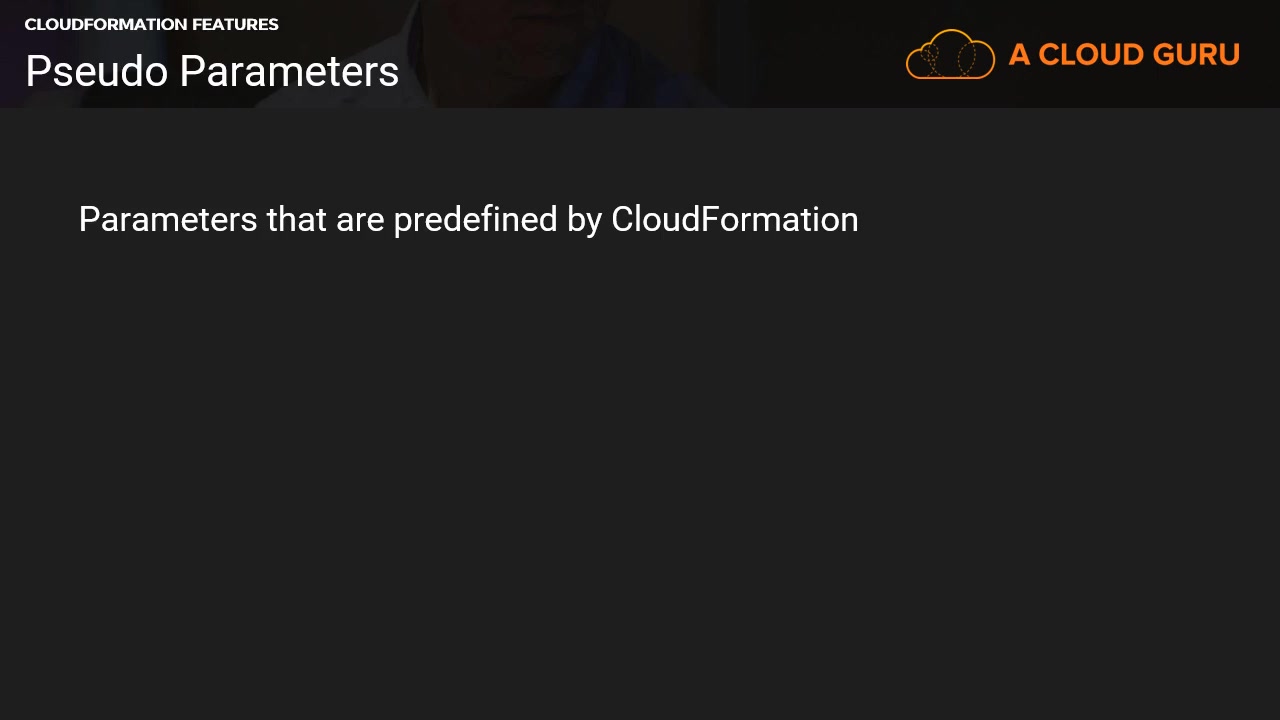 CLOUDFORMATION FEATURES
Pseudo Parameters
A CLOUD GURU
Parameters that are predefined by CloudFormation